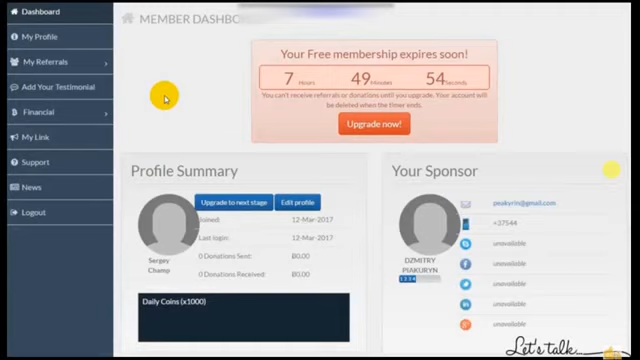 Dashboard
MEMBER DASHBO
My Profile
My Referrals
Add Your Testimonial
Financial
My Link
Support
News
Logout
Your Free membership expires soon!
7 Hours 49 Minutes 54 Seconds
You can't receive referrals or donations until you upgrade. Your account will
be deleted when the timer ends.
Upgrade now!
Profile Summary
Upgrade to next stage
Edit profile
Joined: 12-Mar-2017
Last login: 12-Mar-2017
0 Donations Sent: ฿0.00
0 Donations Received: ฿0.00
Sergey
Champ
Daily Coins (x1000)
Your Sponsor
peakyrin@gmail.com
+37544
unavailable
unavailable
unavailable
unavailable
unavailable
DZMITRY
PIAKURYN
1334
Let's talk...